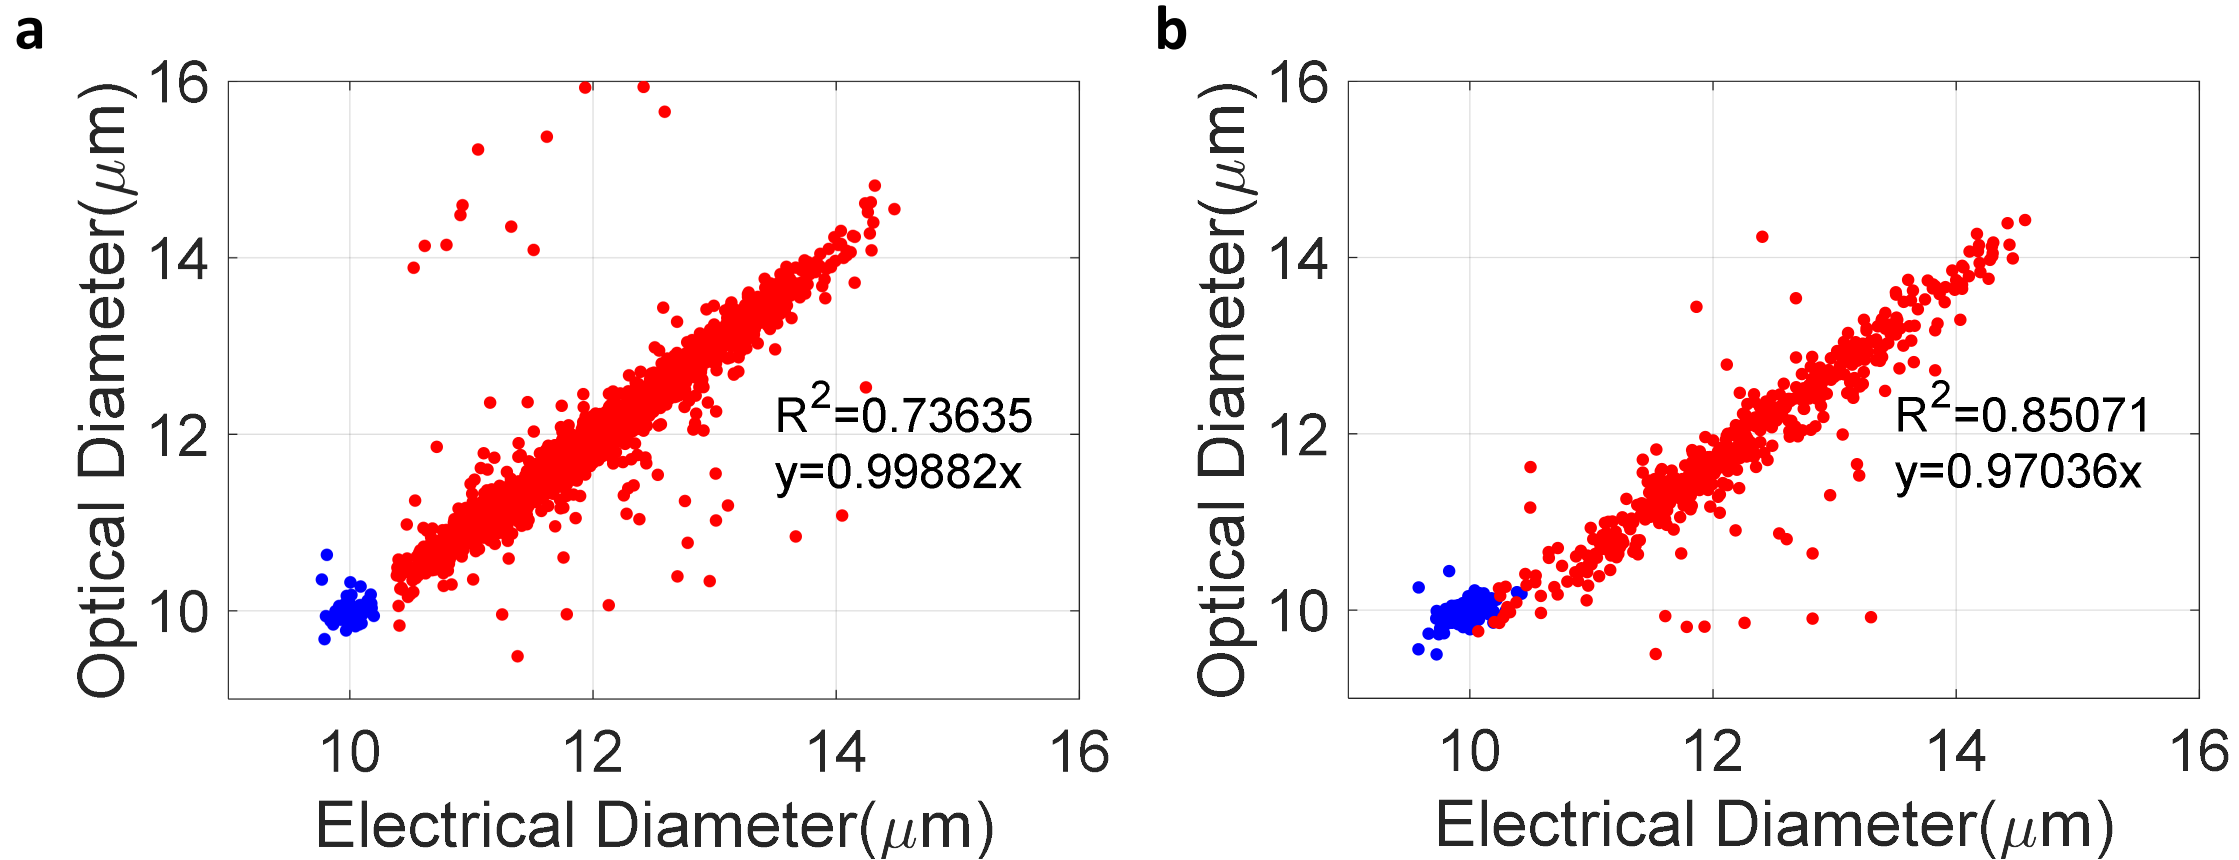 a
Optical Diameter(μm)
16
14
12
10
R²=0.73635
y=0.99882x
10 12 14 16
Electrical Diameter(μm)
b
Optical Diameter(μm)
16
14
12
10
R²=0.85071
y=0.97036x
10 12 14 16
Electrical Diameter(μm)